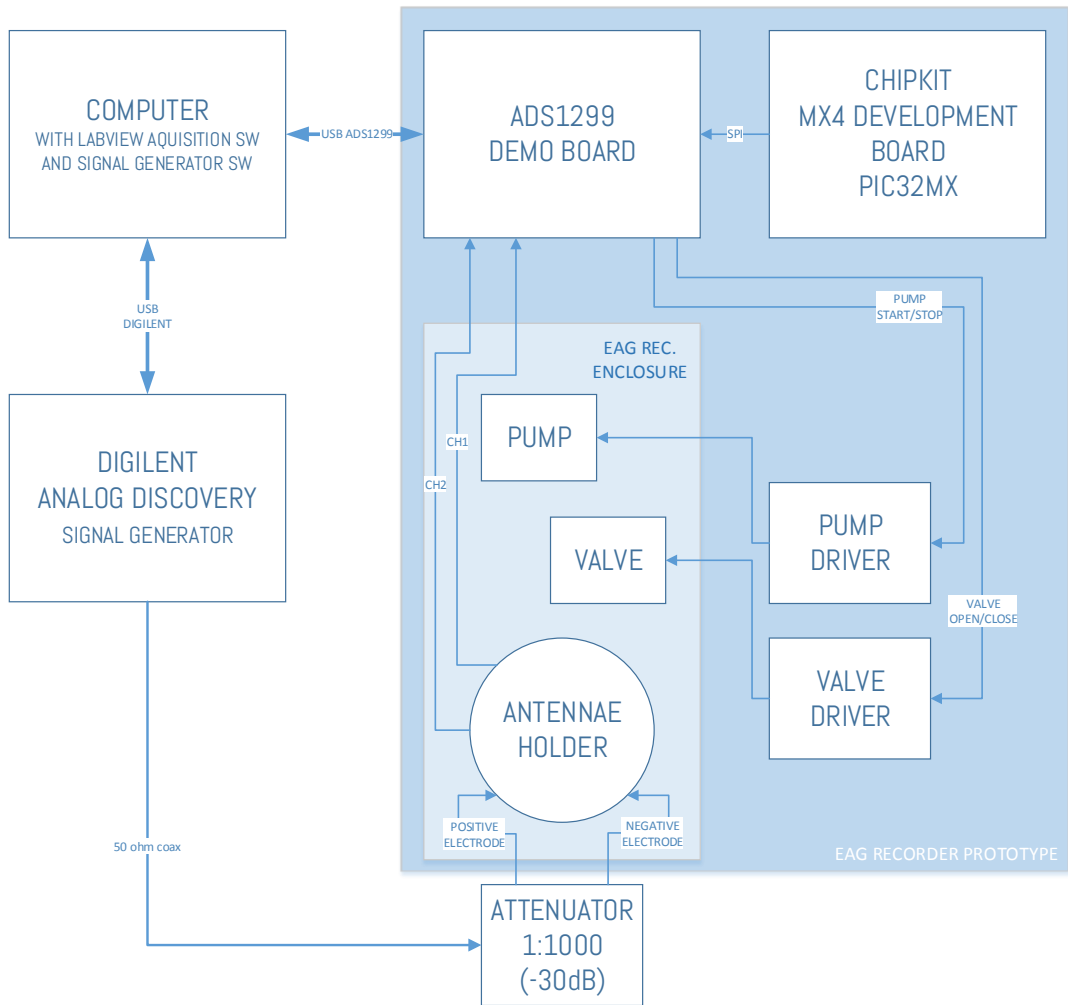 COMPUTER
WITH LABVIEW AQUISITION SW
AND SIGNAL GENERATOR SW
USB ADS1299
ADS1299
DEMO BOARD
SPI
CHIPKIT
MX4 DEVELOPMENT
BOARD
PIC32MX
USB
DIGILENT
PUMP
START/STOP
EAG REC.
ENCLOSURE
DIGILENT
ANALOG DISCOVERY
SIGNAL GENERATOR
CH1
CH2
PUMP
VALVE
PUMP
DRIVER
VALVE
OPEN/CLOSE
VALVE
DRIVER
ANTENNAE
HOLDER
POSITIVE
ELECTRODE
NEGATIVE
ELECTRODE
50 ohm coax
EAG RECORDER PROTOTYPE
ATTENUATOR
1:1000
(-30dB)